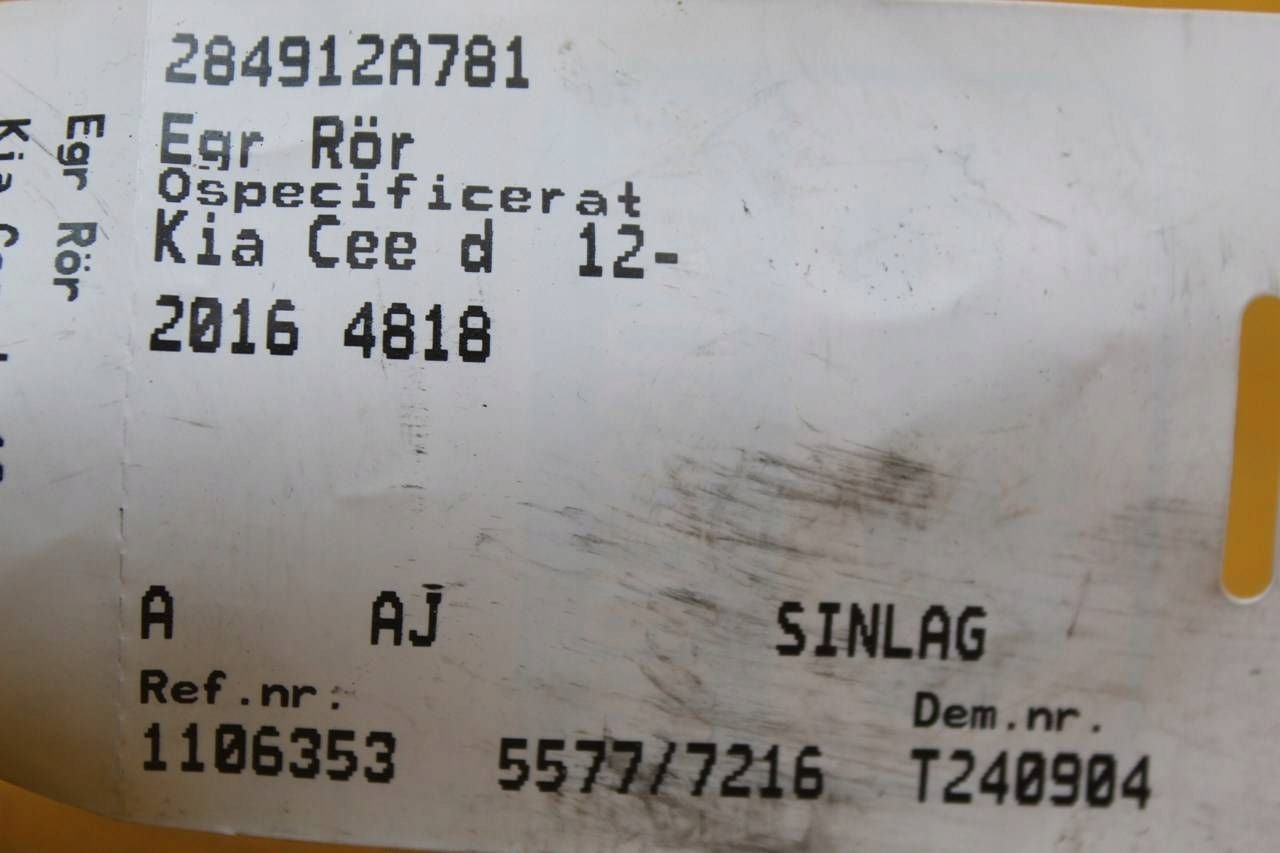 284912A781
Egr Rör
Ospecificerat
Kia Cee d 12-
2016 4818
A AJ SINLAG
Ref.nr: Dem.nr.
1106353 5577/7216 T240904
Egr Rör
Kia